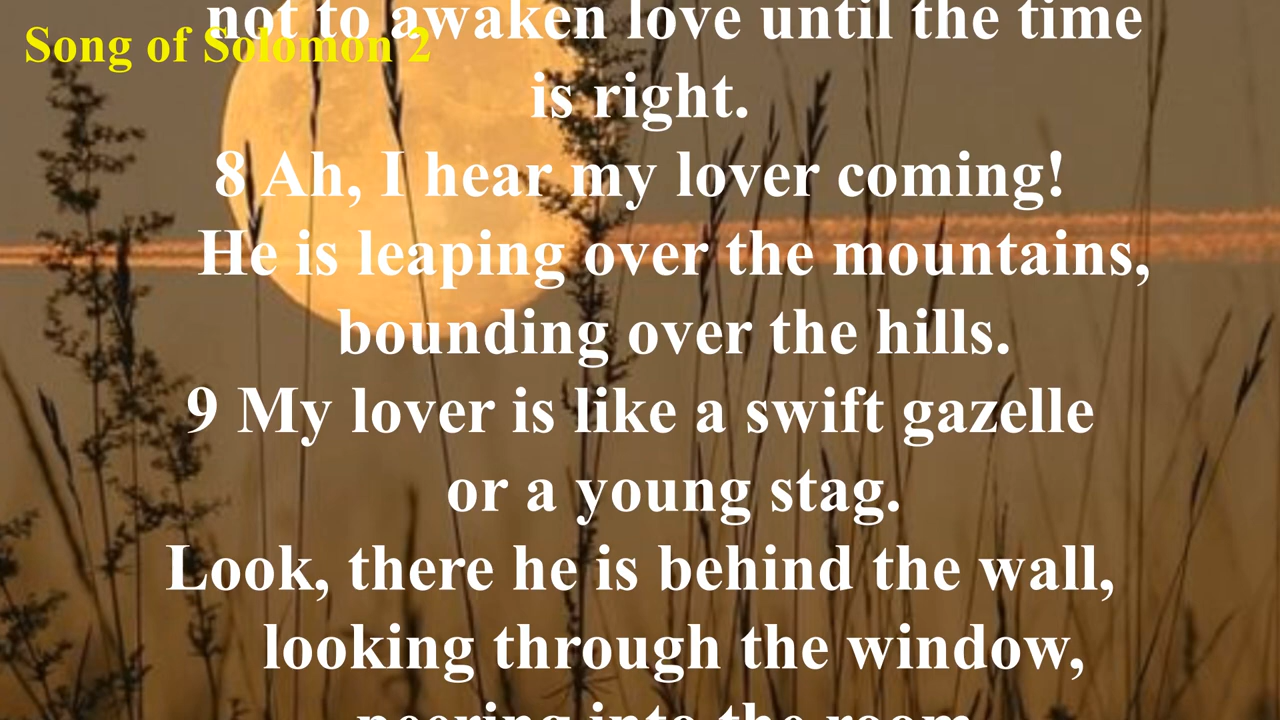 not to awaken love until the time
Song of Solomon 2
is right.
8 Ah, I hear my lover coming!
He is leaping over the mountains,
bounding over the hills.
9 My lover is like a swift gazelle
or a young stag.
Look, there he is behind the wall,
looking through the window,
peering into the room.